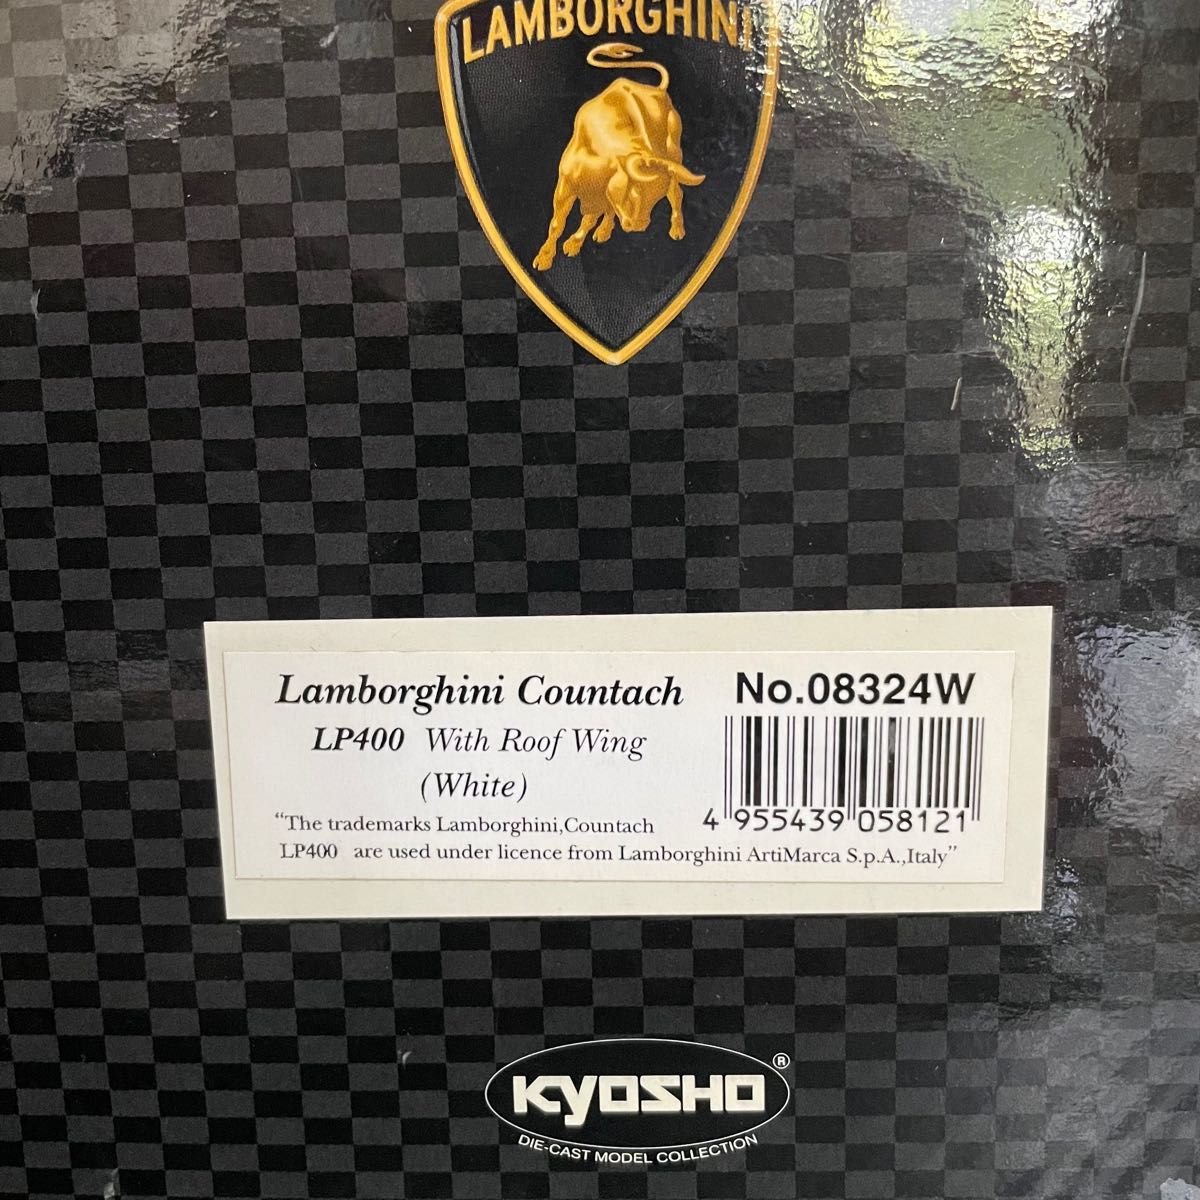 LAMBORGHINI
Lamborghini Countach
LP400 With Roof Wing
(White)
No.08324W
4 955439 058121
“The trademarks Lamborghini,Countach
LP400 are used under licence from Lamborghini ArtiMarca S.p.A.,Italy”
KYOSHO ®
DIE-CAST MODEL COLLECTION